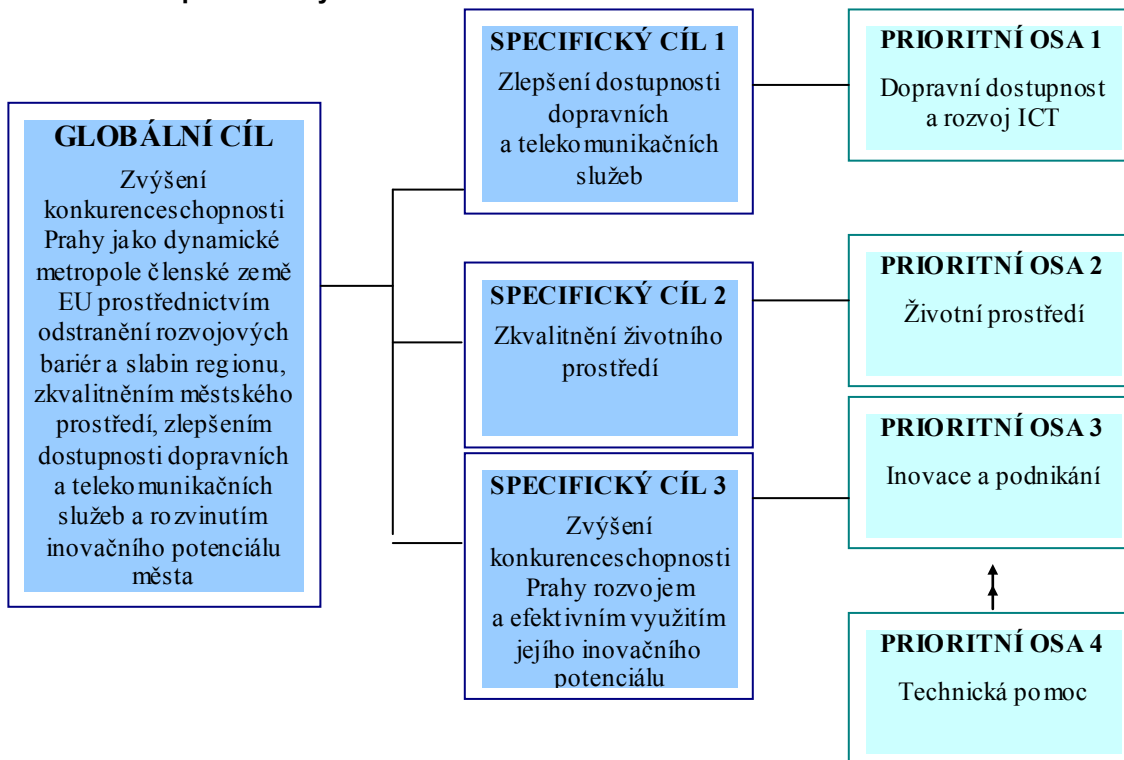 GLOBÁLNÍ CÍL
Zvýšení
konkurenceschopnosti
Prahy jako dynamické
metropole členské země
EU prostřednictvím
odstranění rozvojových
bariér a slabin regionu,
zkvalitněním městského
prostředí, zlepšením
dostupnosti dopravních
a telekomunikačních
služeb a rozvinutím
inovačního potenciálu
města
SPECIFICKÝ CÍL 1
Zlepšení dostupnosti
dopravních
a telekomunikačních
služeb
SPECIFICKÝ CÍL 2
Zkvalitnění životního
prostředí
SPECIFICKÝ CÍL 3
Zvýšení
konkurenceschopnosti
Prahy rozvojem
a efektivním využitím
jejího inovačního
potenciálu
PRIORITNÍ OSA 1
Dopravní dostupnost
a rozvoj ICT
PRIORITNÍ OSA 2
Životní prostředí
PRIORITNÍ OSA 3
Inovace a podnikání
PRIORITNÍ OSA 4
Technická pomoc